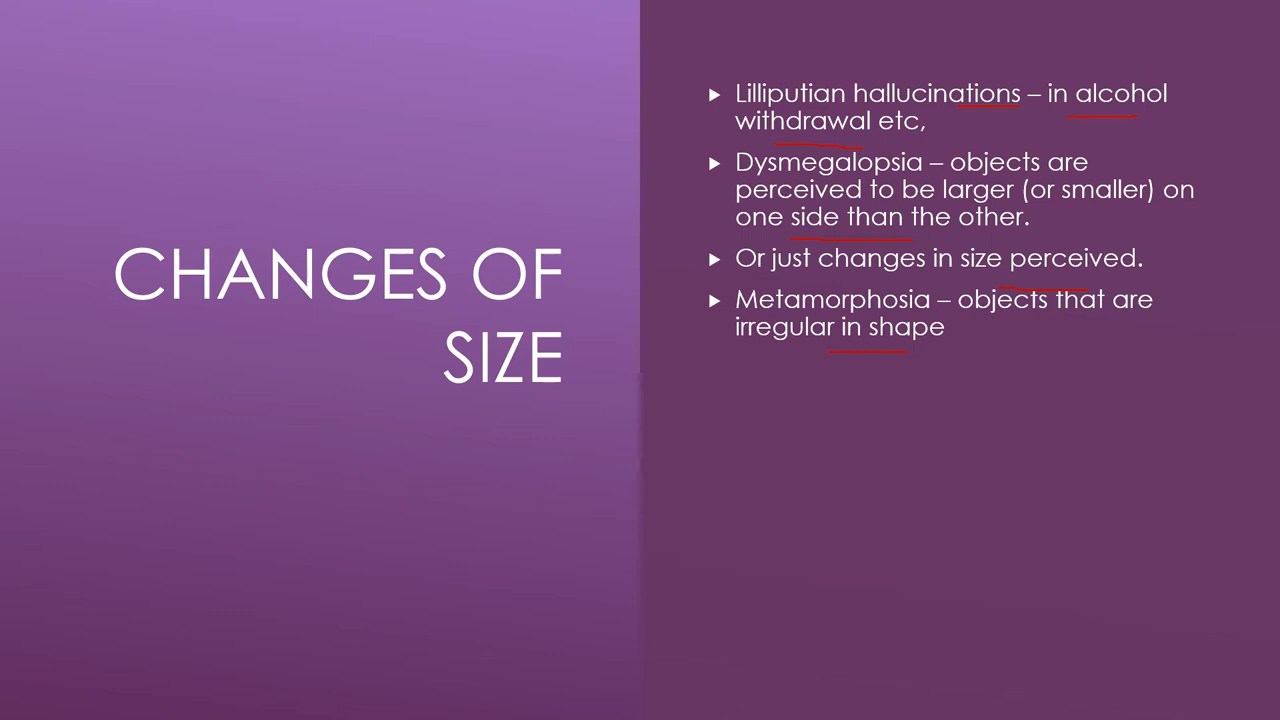 CHANGES OF
SIZE
Lilliputian hallucinations – in alcohol
withdrawal etc,
Dysmegalopsia – objects are
perceived to be larger (or smaller) on
one side than the other.
Or just changes in size perceived.
Metamorphosia – objects that are
irregular in shape